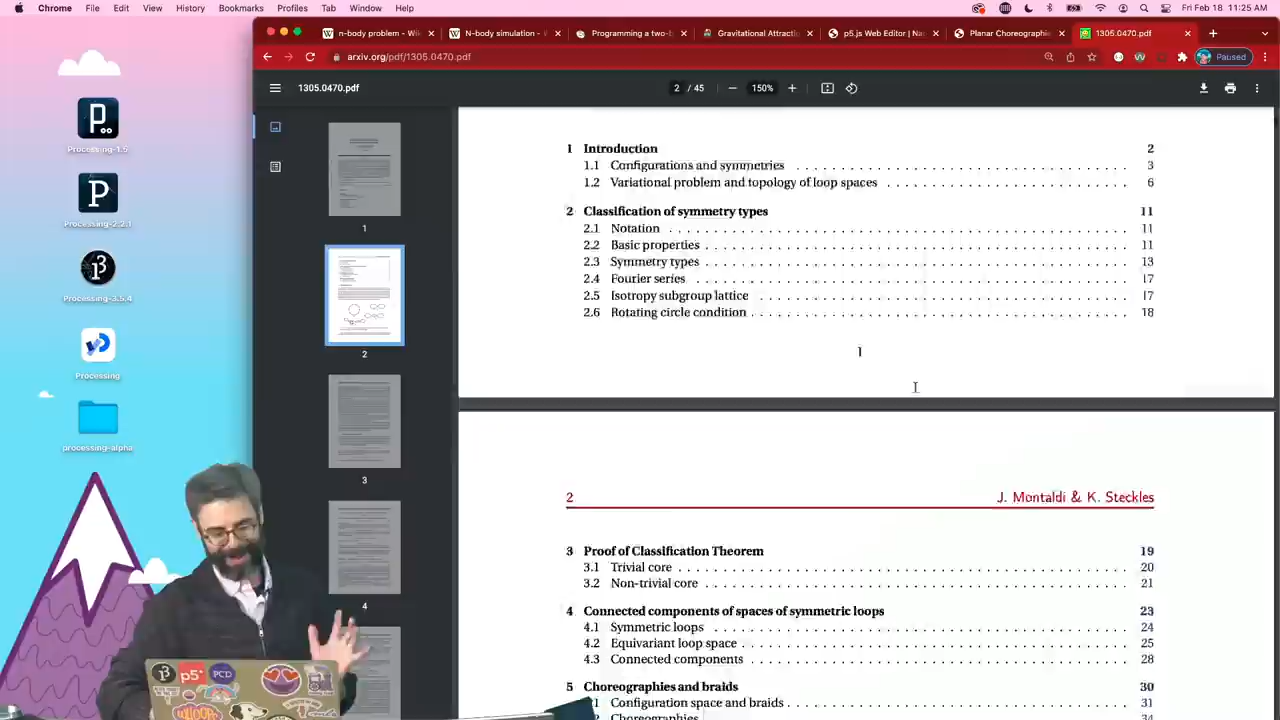 Chrome File Edit View History Bookmarks Profiles Tab Window Help Fri Feb 18 11:25 AM
n-body problem - Wi N-body simulation - Programming a two-b Gravitational Attracti p5.js Web Editor | Na Planar Choreographie 1305.0470.pdf
arxiv.org/pdf/1305.0470.pdf Paused
1305.0470.pdf 2 / 45 150%
Processing-1.5
Processing-2.2.1
Processing-3.5.4
Processing
processing-alpha
1
2
3
4
1 Introduction 2
1.1 Configurations and symmetries 3
1.2 Variational problem and topology of loop spaces 6
2 Classification of symmetry types 11
2.1 Notation 11
2.2 Basic properties 11
2.3 Symmetry types 13
2.4 Fourier series 17
2.5 Isotropy subgroup lattice 17
2.6 Rotating circle condition 18
1
2 J. Montaldi & K. Steckles
3 Proof of Classification Theorem 19
3.1 Trivial core 20
3.2 Non-trivial core 21
4 Connected components of spaces of symmetric loops 23
4.1 Symmetric loops 24
4.2 Equivariant loop space 25
4.3 Connected components 28
5 Choreographies and braids 30
Configuration space and braids 31
Choreographies 34
p5*
PCD